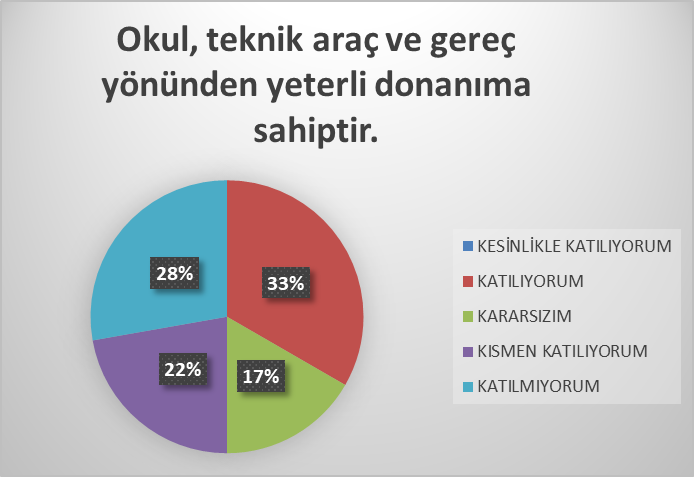 Okul, teknik araç ve gereç
yönünden yeterli donanıma
sahiptir.
28%
33%
22%
17%
KESİNLİKLE KATILIYORUM
KATILIYORUM
KARARSIZIM
KISMEN KATILIYORUM
KATILMIYORUM